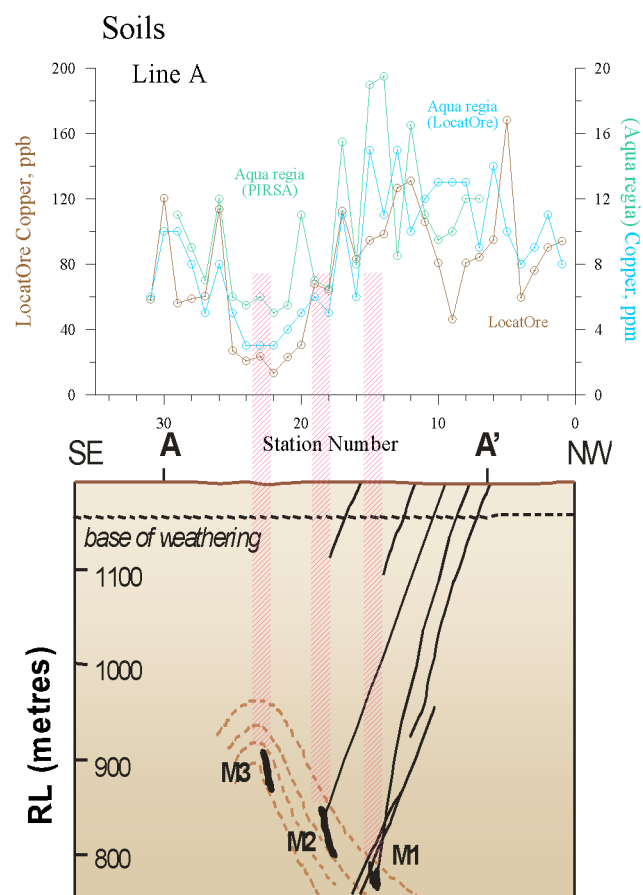 Soils
Line A
200
160
120
80
40
0
LocatOre Copper, ppb
20
16
12
8
4
0
(Aqua regia)
Copper, ppm
Aqua regia
(PIRSA)
Aqua regia
(LocatOre)
LocatOre
30
20
10
0
Station Number
SE
A
A'
NW
base of weathering
1100
1000
900
800
RL (metres)
M3
M2
M1